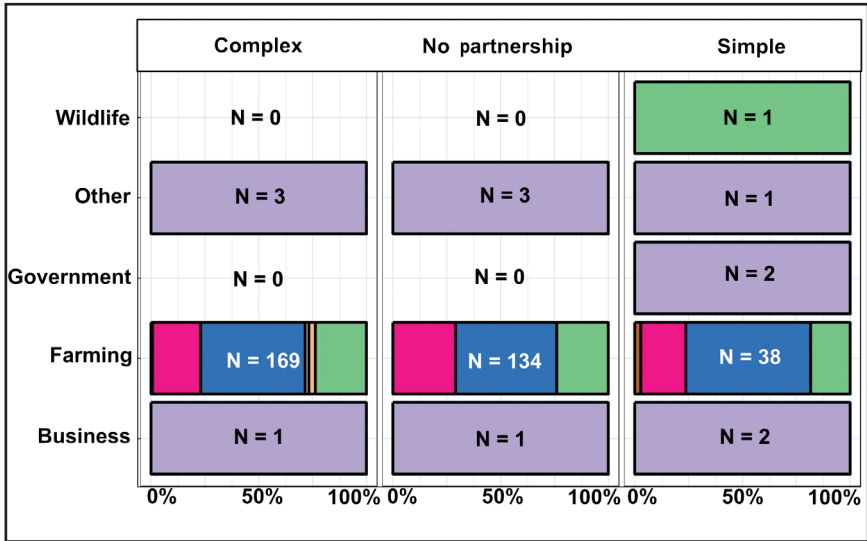 Complex No partnership Simple
Wildlife N = 0 N = 0 N = 1
Other N = 3 N = 3 N = 1
Government N = 0 N = 0 N = 2
Farming N = 169 N = 134 N = 38
Business N = 1 N = 1 N = 2
0% 50% 100% 0% 50% 100% 0% 50% 100%